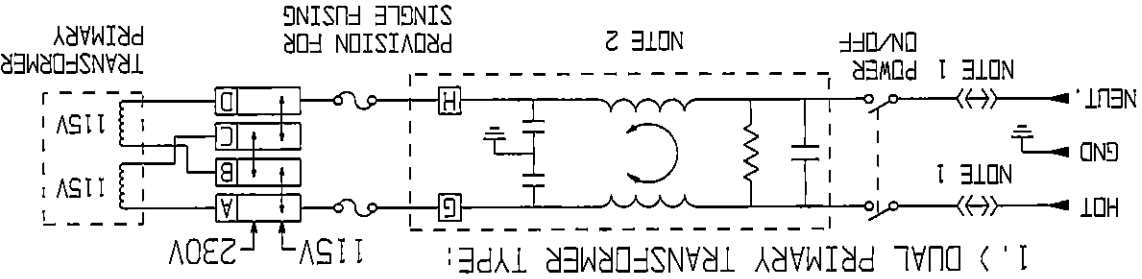 1.> DUAL PRIMARY TRANSFORMER TYPE:
115V
230V
HOT
NOTE 1
GND
NEUT.
NOTE 1
POWER
ON/OFF
NOTE 2
G
H
PROVISION FOR
SINGLE FUSING
A
B
C
D
115V
115V
TRANSFORMER
PRIMARY